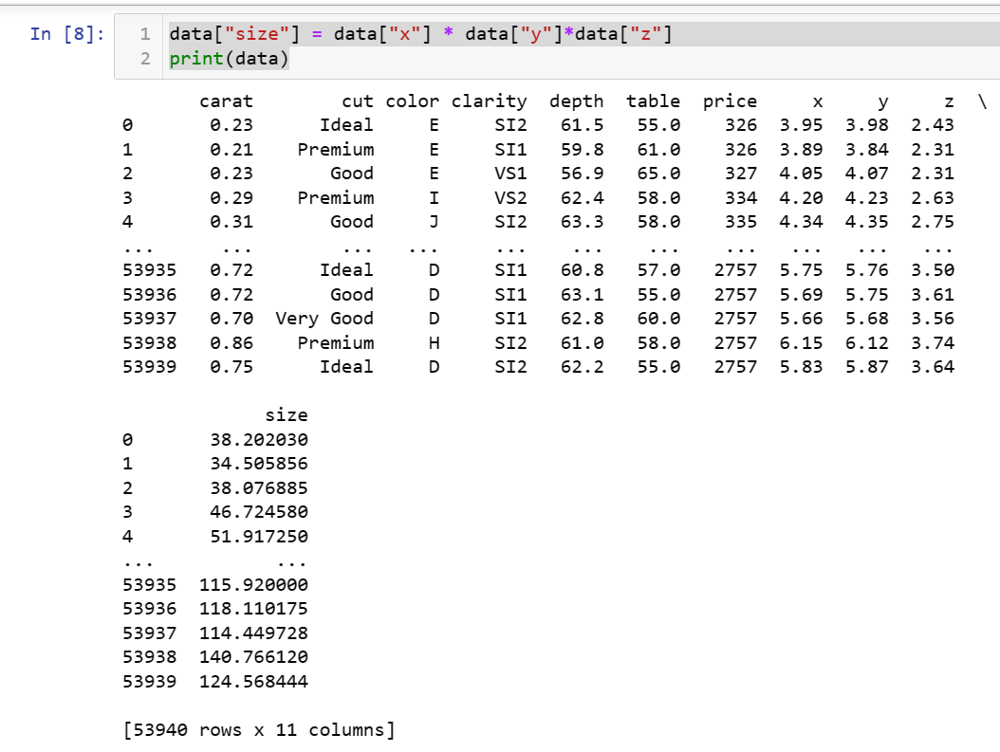 In [8]: 1 data["size"] = data["x"] * data["y"]*data["z"]
2 print(data)
carat cut color clarity depth table price x y z \
0 0.23 Ideal E SI2 61.5 55.0 326 3.95 3.98 2.43
1 0.21 Premium E SI1 59.8 61.0 326 3.89 3.84 2.31
2 0.23 Good E VS1 56.9 65.0 327 4.05 4.07 2.31
3 0.29 Premium I VS2 62.4 58.0 334 4.20 4.23 2.63
4 0.31 Good J SI2 63.3 58.0 335 4.34 4.35 2.75
... ... ... ... ... ... ... ... ... ... ...
53935 0.72 Ideal D SI1 60.8 57.0 2757 5.75 5.76 3.50
53936 0.72 Good D SI1 63.1 55.0 2757 5.69 5.75 3.61
53937 0.70 Very Good D SI1 62.8 60.0 2757 5.66 5.68 3.56
53938 0.86 Premium H SI2 61.0 58.0 2757 6.15 6.12 3.74
53939 0.75 Ideal D SI2 62.2 55.0 2757 5.83 5.87 3.64
size
0 38.202030
1 34.505856
2 38.076885
3 46.724580
4 51.917250
... ...
53935 115.920000
53936 118.110175
53937 114.449728
53938 140.766120
53939 124.568444
[53940 rows x 11 columns]